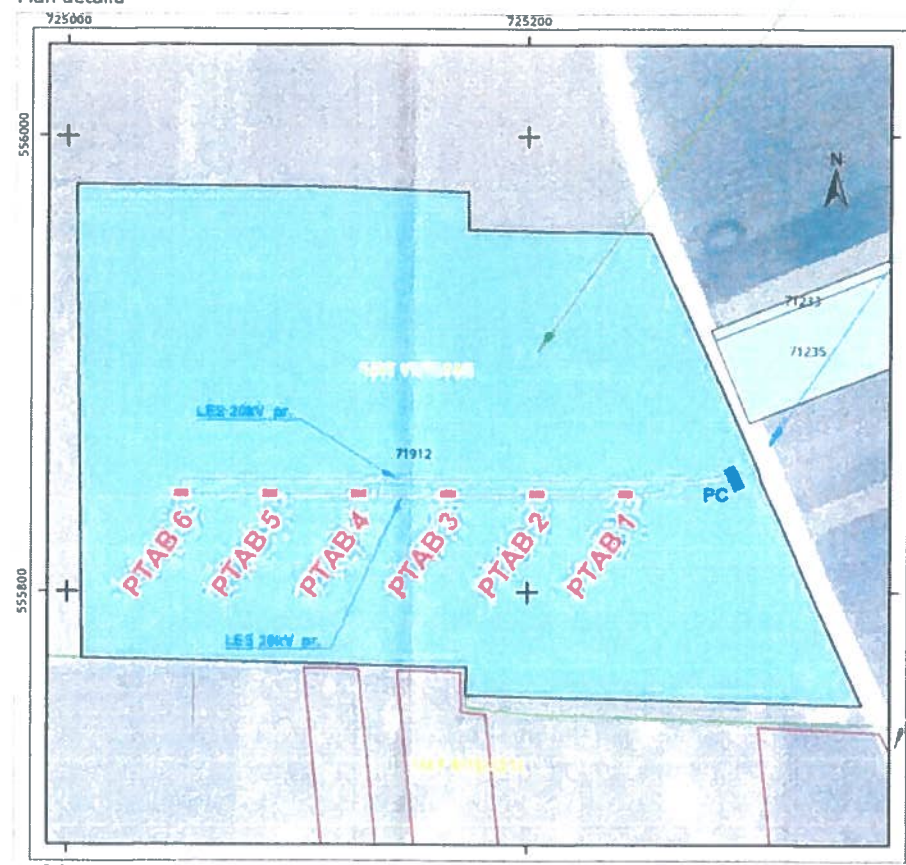 Plan detaliu
725000
725200
556000
N
71233
71235
LES 20kV pr.
71912
PC
PTAB 6
PTAB 5
PTAB 4
PTAB 3
PTAB 2
PTAB 1
555800
LES 20kV pr.